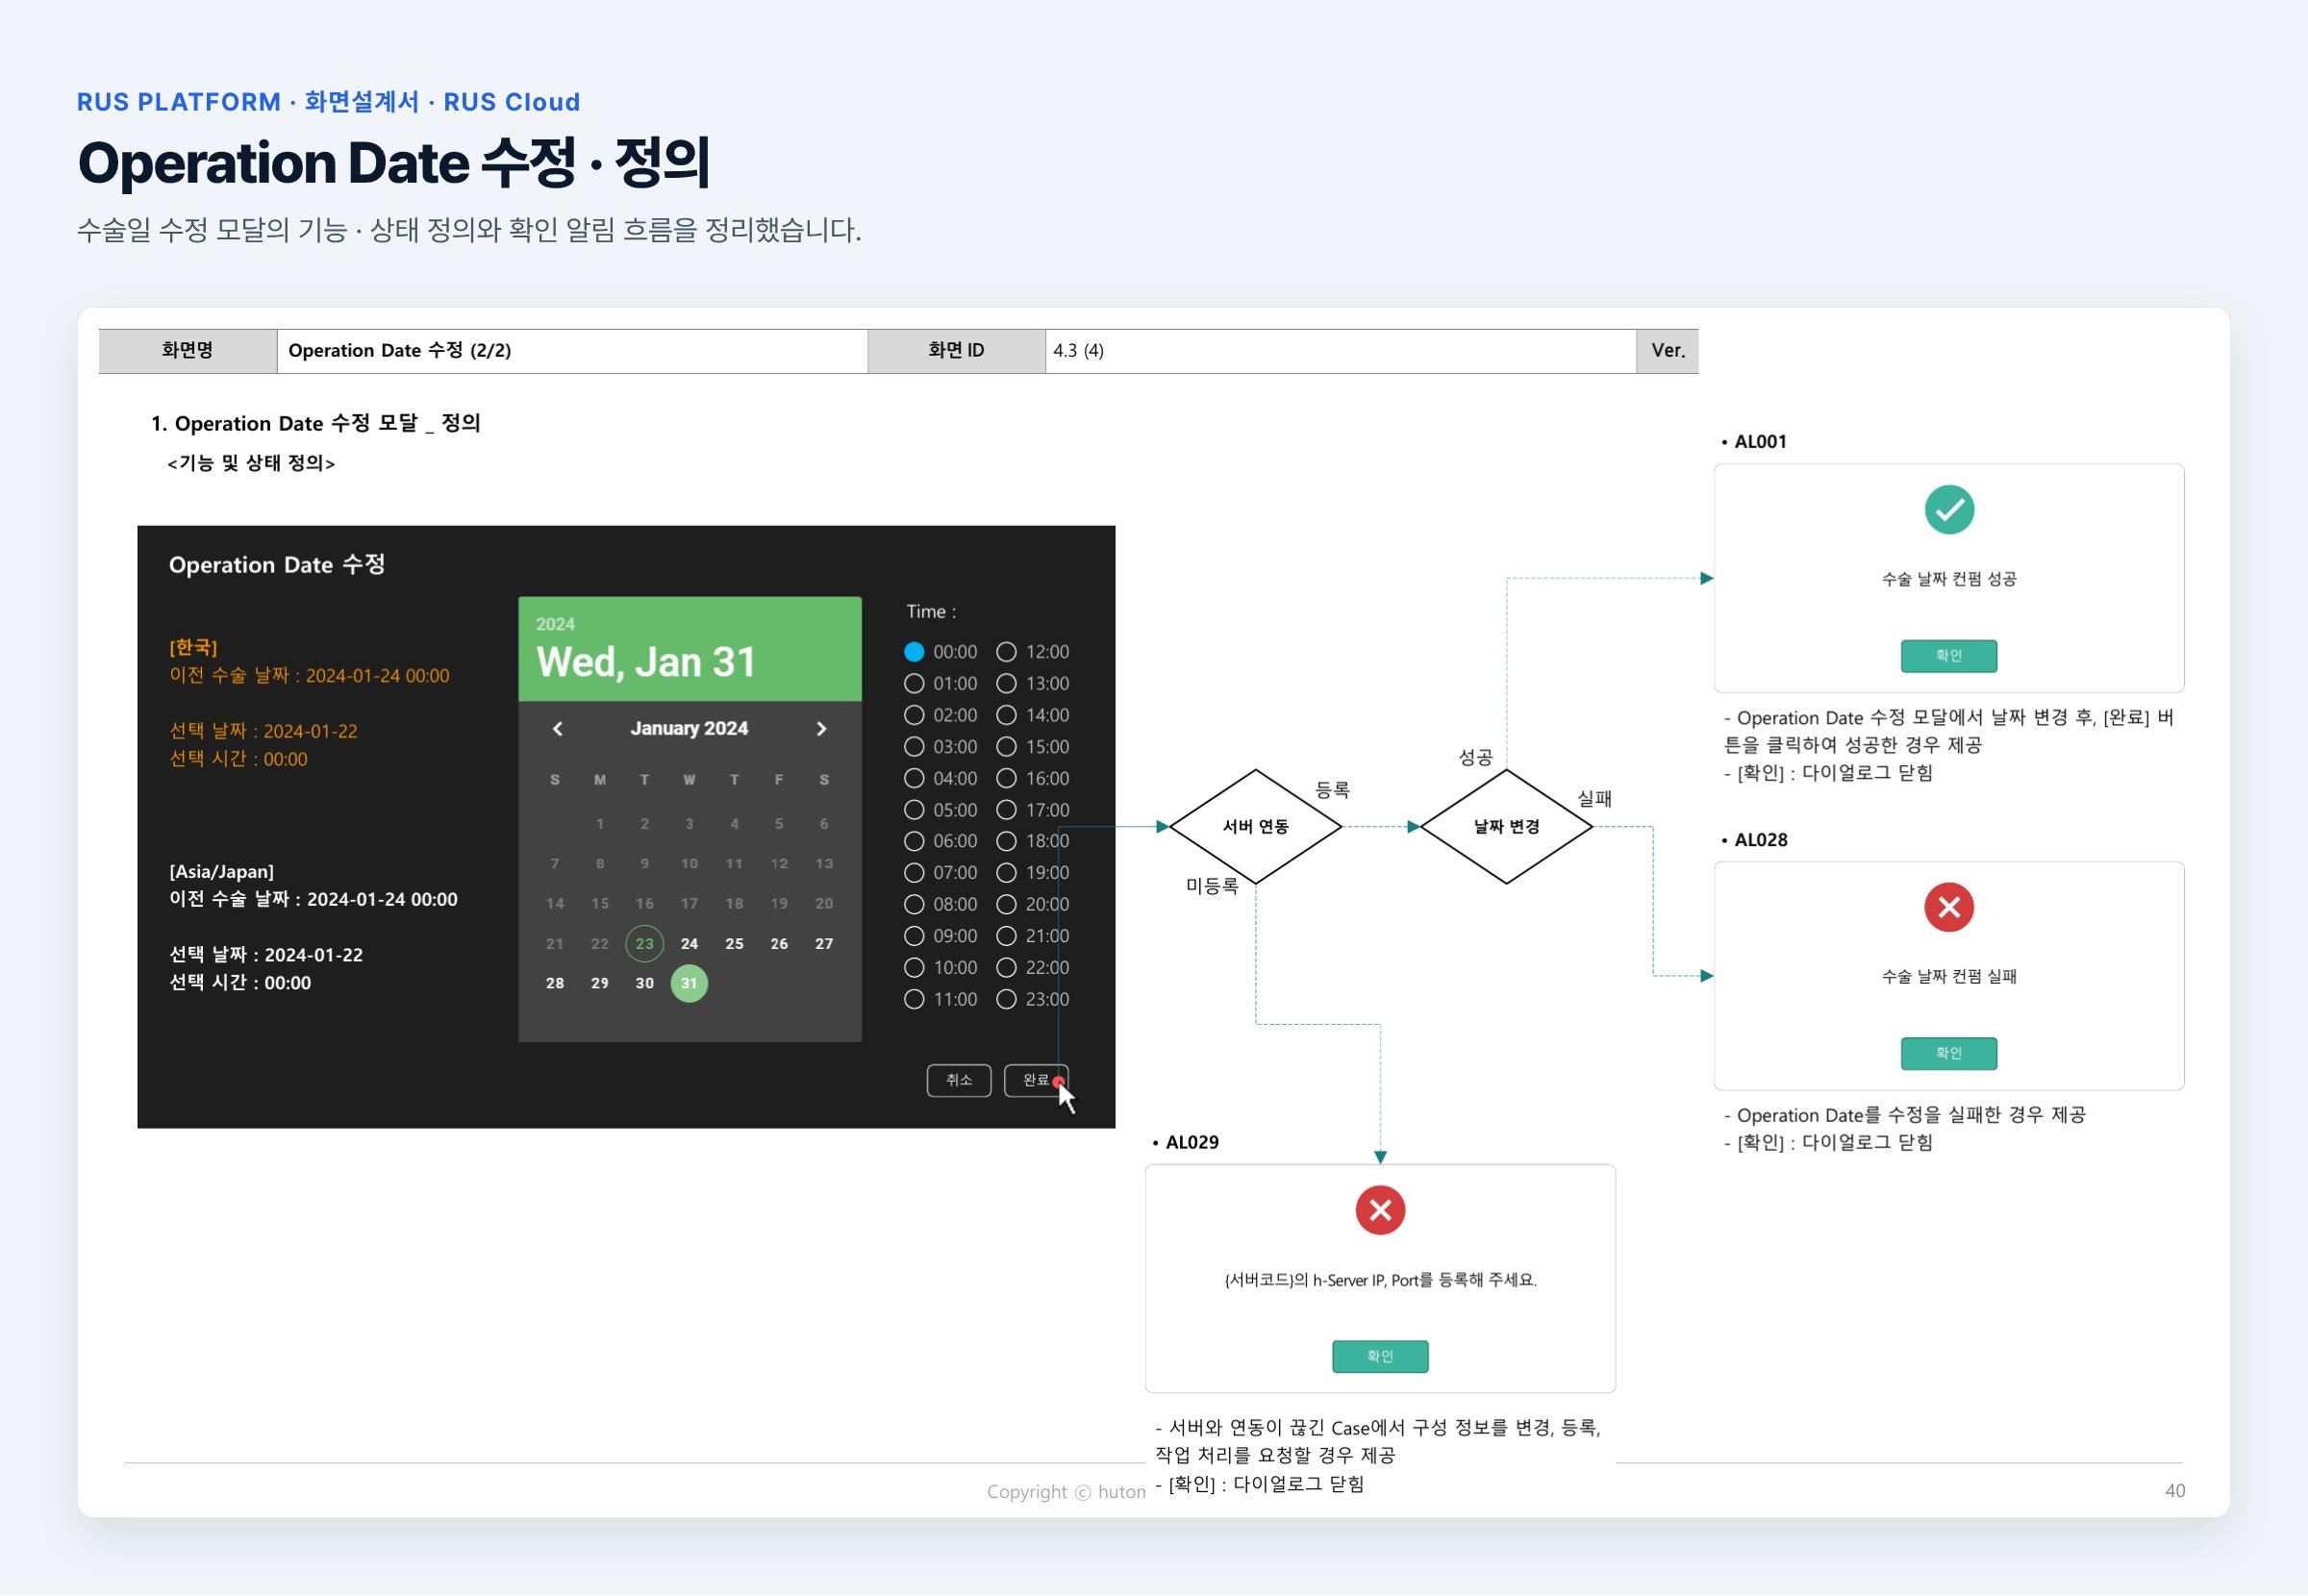 RUS PLATFORM · 화면설계서 · RUS Cloud
Operation Date 수정 · 정의
수술일 수정 모달의 기능 · 상태 정의와 확인 알림 흐름을 정리했습니다.
화면명 Operation Date 수정 (2/2) 화면 ID 4.3 (4) Ver.
1. Operation Date 수정 모달 _ 정의
<기능 및 상태 정의>
Operation Date 수정
[한국]
이전 수술 날짜 : 2024-01-24 00:00
선택 날짜 : 2024-01-22
선택 시간 : 00:00
[Asia/Japan]
이전 수술 날짜 : 2024-01-24 00:00
선택 날짜 : 2024-01-22
선택 시간 : 00:00
2024
Wed, Jan 31
January 2024
S M T W T F S
1 2 3 4 5 6
7 8 9 10 11 12 13
14 15 16 17 18 19 20
21 22 23 24 25 26 27
28 29 30 31
Time :
00:00 12:00
01:00 13:00
02:00 14:00
03:00 15:00
04:00 16:00
05:00 17:00
06:00 18:00
07:00 19:00
08:00 20:00
09:00 21:00
10:00 22:00
11:00 23:00
취소 완료
서버 연동
등록
미등록
날짜 변경
성공
실패
• AL001
수술 날짜 컨펌 성공
확인
- Operation Date 수정 모달에서 날짜 변경 후, [완료] 버
튼을 클릭하여 성공한 경우 제공
- [확인] : 다이얼로그 닫힘
• AL028
수술 날짜 컨펌 실패
확인
- Operation Date를 수정을 실패한 경우 제공
- [확인] : 다이얼로그 닫힘
• AL029
{서버코드}의 h-Server IP, Port를 등록해 주세요.
확인
- 서버와 연동이 끊긴 Case에서 구성 정보를 변경, 등록,
작업 처리를 요청할 경우 제공
- [확인] : 다이얼로그 닫힘
Copyright ⓒ huton
40